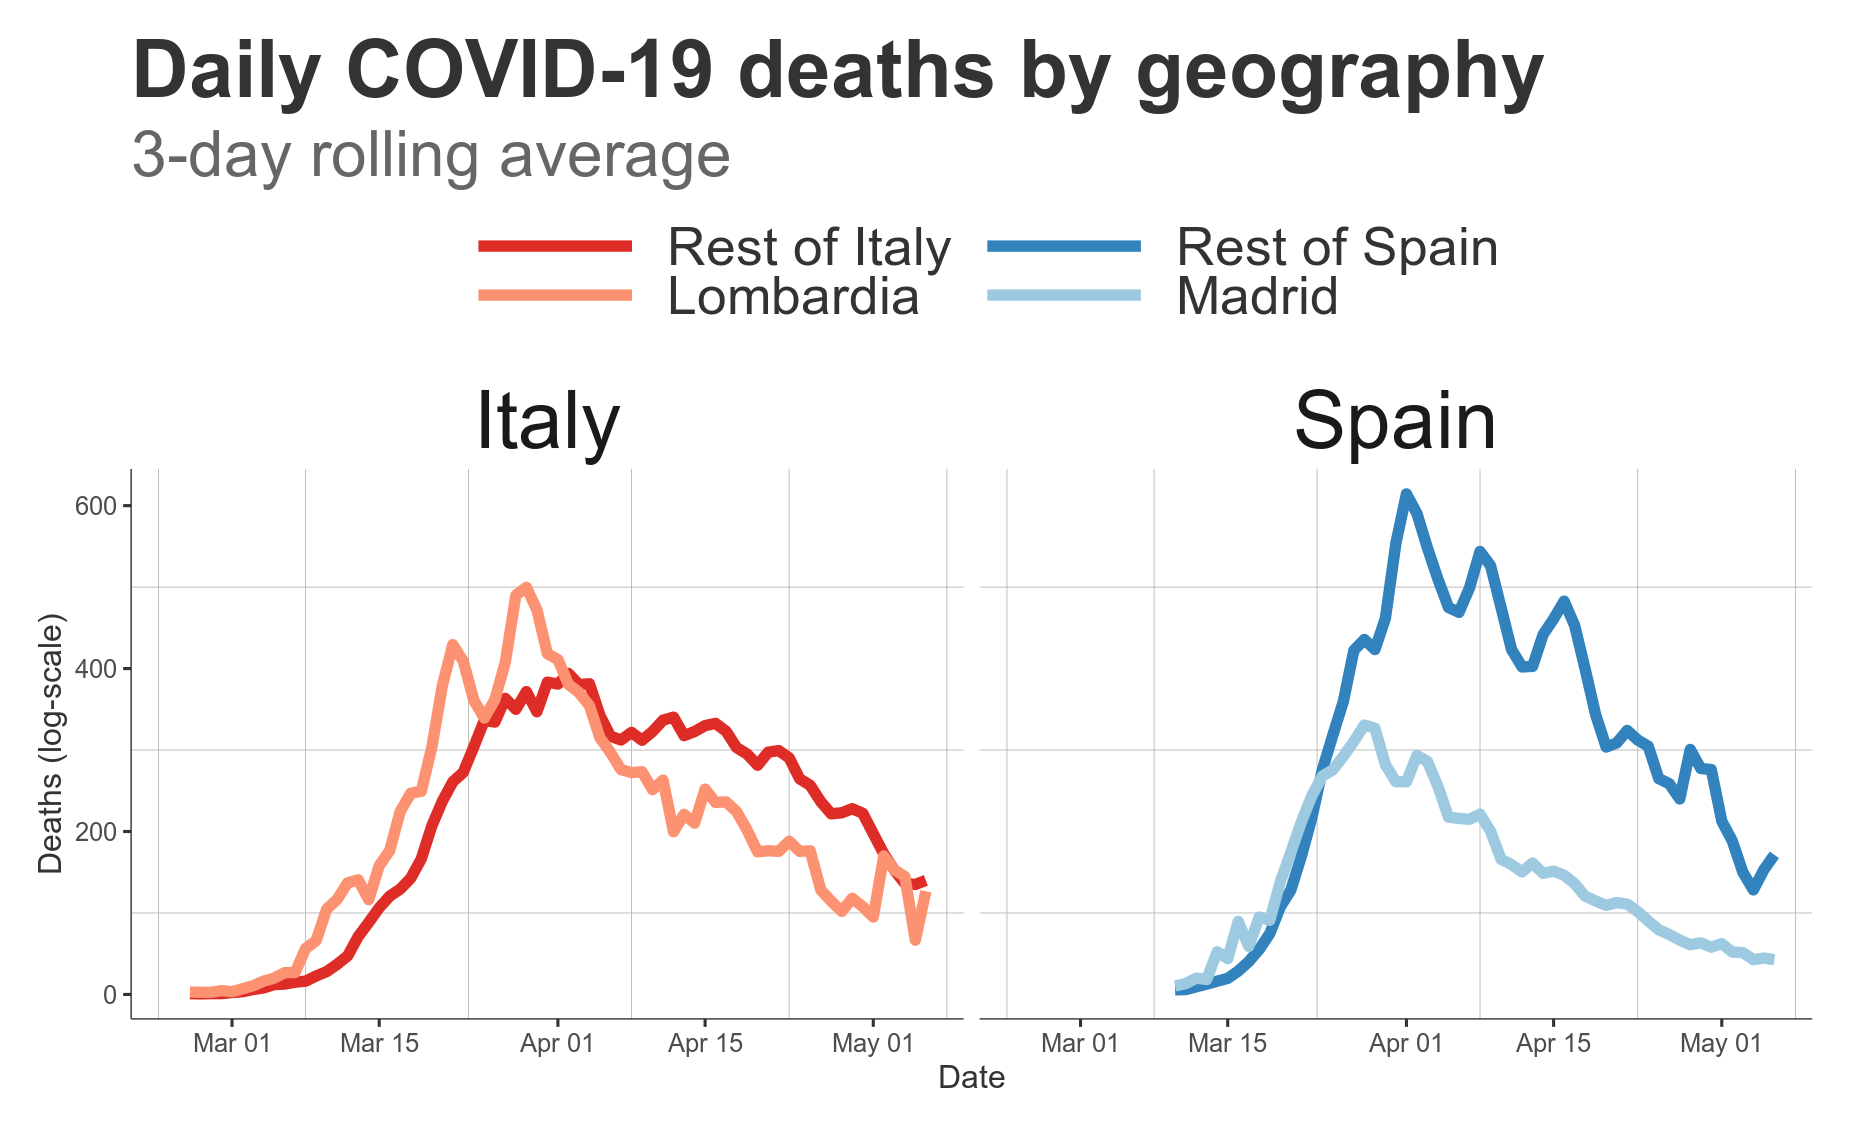 Daily COVID-19 deaths by geography
3-day rolling average
Rest of Italy
Rest of Spain
Lombardia
Madrid
Italy
Spain
600
400
200
0
Deaths (log-scale)
Mar 01
Mar 15
Apr 01
Apr 15
May 01
Mar 01
Mar 15
Apr 01
Apr 15
May 01
Date